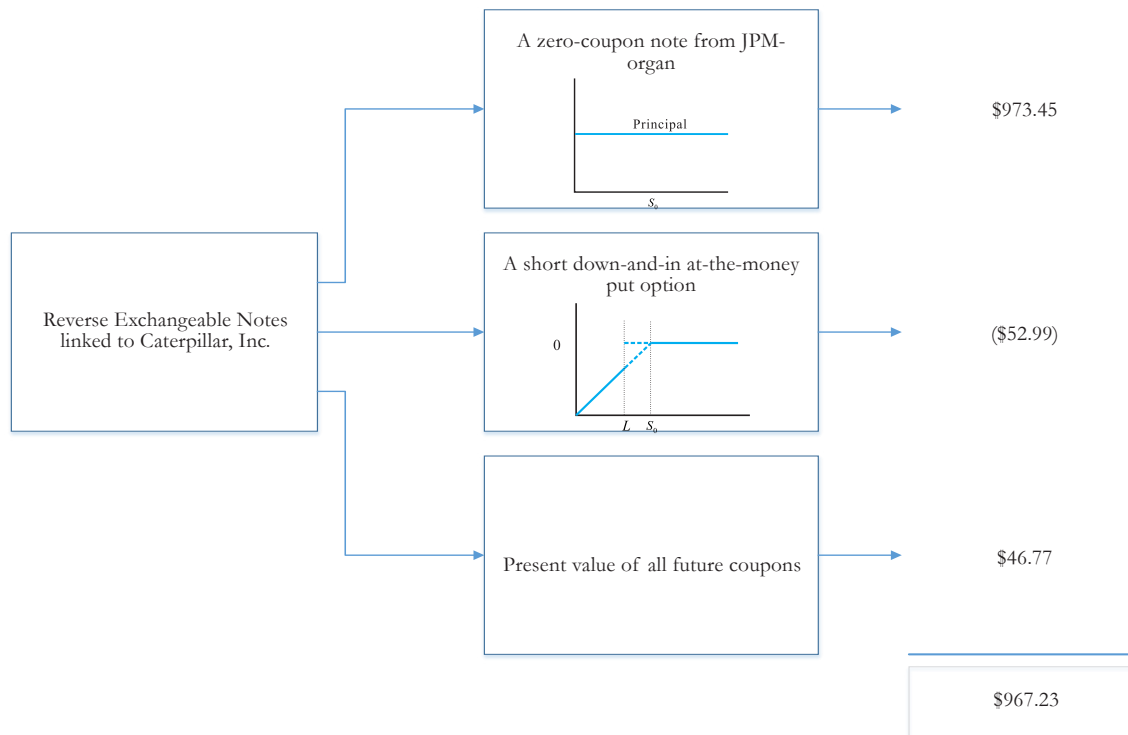 A zero-coupon note from JPM-
organ
Principal
S₀
$973.45
Reverse Exchangeable Notes
linked to Caterpillar, Inc.
A short down-and-in at-the-money
put option
0
L S₀
($52.99)
Present value of all future coupons
$46.77
$967.23